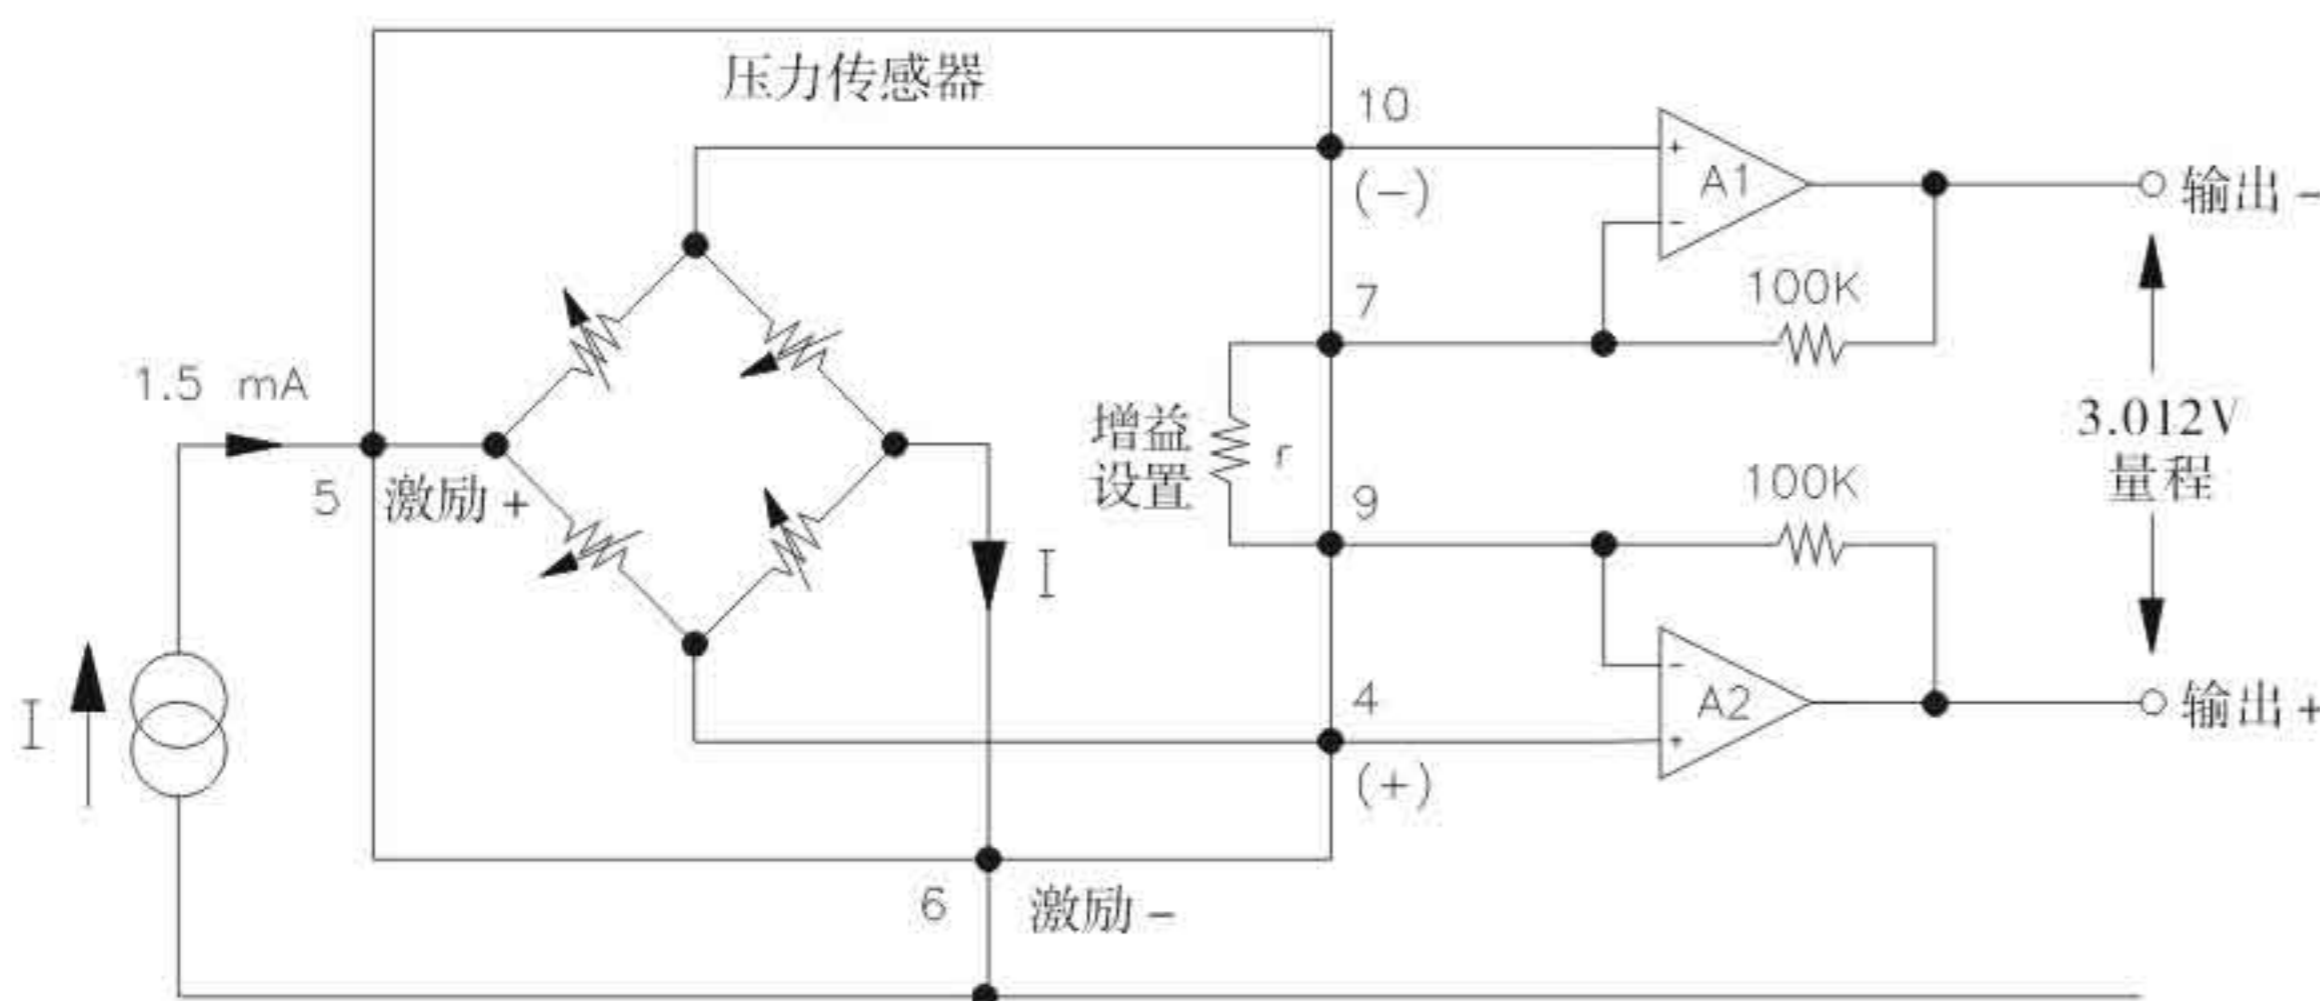 压力传感器
10
(-)
+
A1
-
输出 -
7
100K
1.5 mA
5
激励 +
增益
设置
r
3.012V
量程
9
100K
I
I
4
-
A2
+
输出 +
(+)
6
激励 -